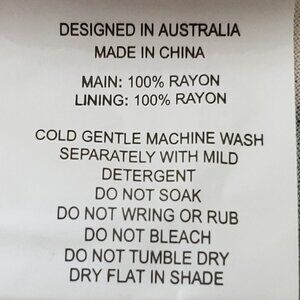 DESIGNED IN AUSTRALIA
MADE IN CHINA
MAIN: 100% RAYON
LINING: 100% RAYON
COLD GENTLE MACHINE WASH
SEPARATELY WITH MILD
DETERGENT
DO NOT SOAK
DO NOT WRING OR RUB
DO NOT BLEACH
DO NOT TUMBLE DRY
DRY FLAT IN SHADE